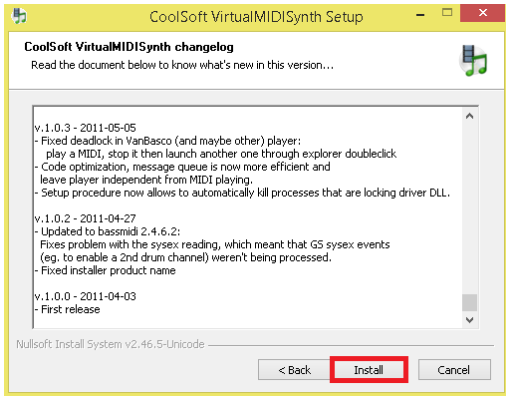 CoolSoft VirtualMIDISynth Setup
CoolSoft VirtualMIDISynth changelog
Read the document below to know what's new in this version...
v.1.0.3 - 2011-05-05
- Fixed deadlock in VanBasco (and maybe other) player:
play a MIDI, stop it then launch another one through explorer doubleclick
- Code optimization, message queue is now more efficient and
leave player independent from MIDI playing.
- Setup procedure now allows to automatically kill processes that are locking driver DLL.
v.1.0.2 - 2011-04-27
- Updated to bassmidi 2.4.6.2:
Fixes problem with the sysex reading, which meant that GS sysex events
(eg. to enable a 2nd drum channel) weren't being processed.
- Fixed installer product name
v.1.0.0 - 2011-04-03
- First release
Nullsoft Install System v2.46.5-Unicode
< Back
Install
Cancel